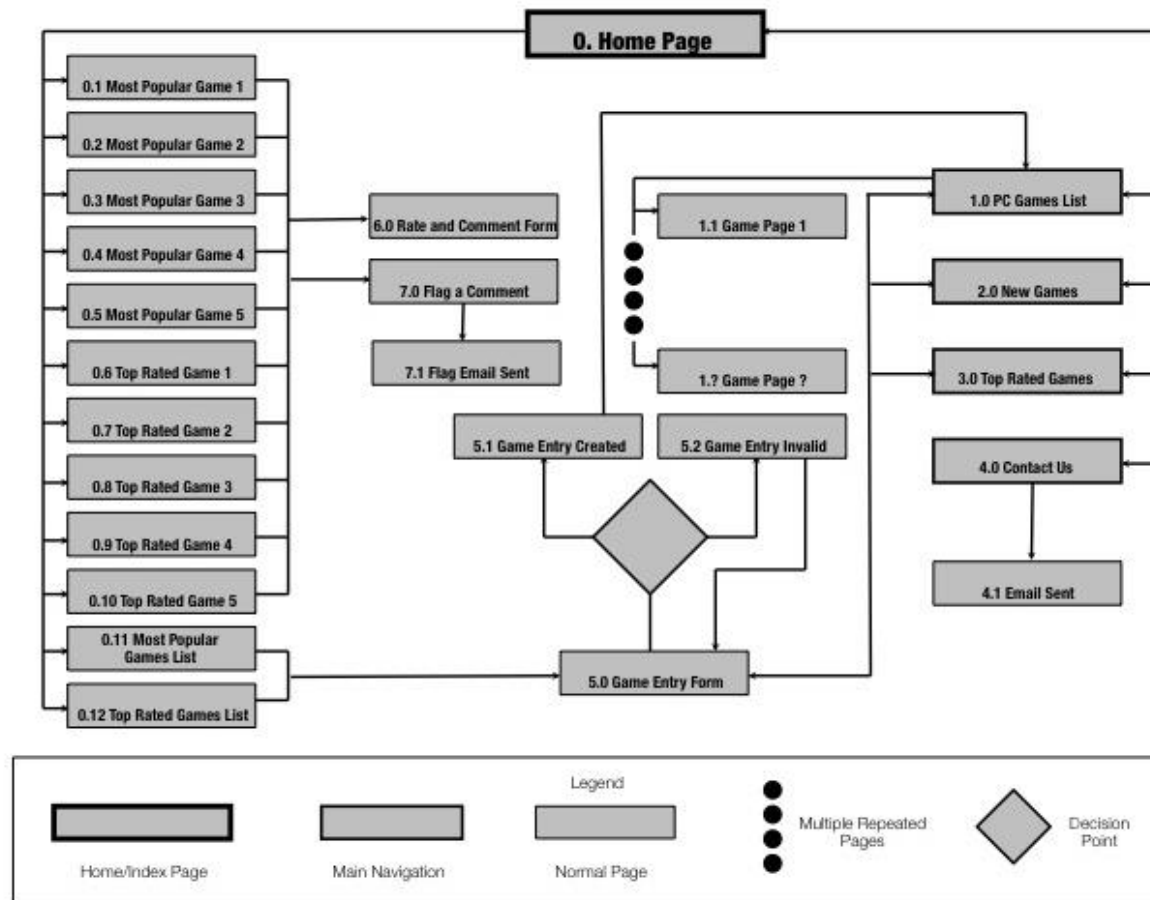 0. Home Page
0.1 Most Popular Game 1
0.2 Most Popular Game 2
0.3 Most Popular Game 3
0.4 Most Popular Game 4
0.5 Most Popular Game 5
0.6 Top Rated Game 1
0.7 Top Rated Game 2
0.8 Top Rated Game 3
0.9 Top Rated Game 4
0.10 Top Rated Game 5
0.11 Most Popular
Games List
0.12 Top Rated Games List
6.0 Rate and Comment Form
7.0 Flag a Comment
7.1 Flag Email Sent
1.1 Game Page 1
1.? Game Page ?
5.1 Game Entry Created
5.2 Game Entry Invalid
5.0 Game Entry Form
1.0 PC Games List
2.0 New Games
3.0 Top Rated Games
4.0 Contact Us
4.1 Email Sent
Legend
Home/Index Page
Main Navigation
Normal Page
Multiple Repeated
Pages
Decision
Point